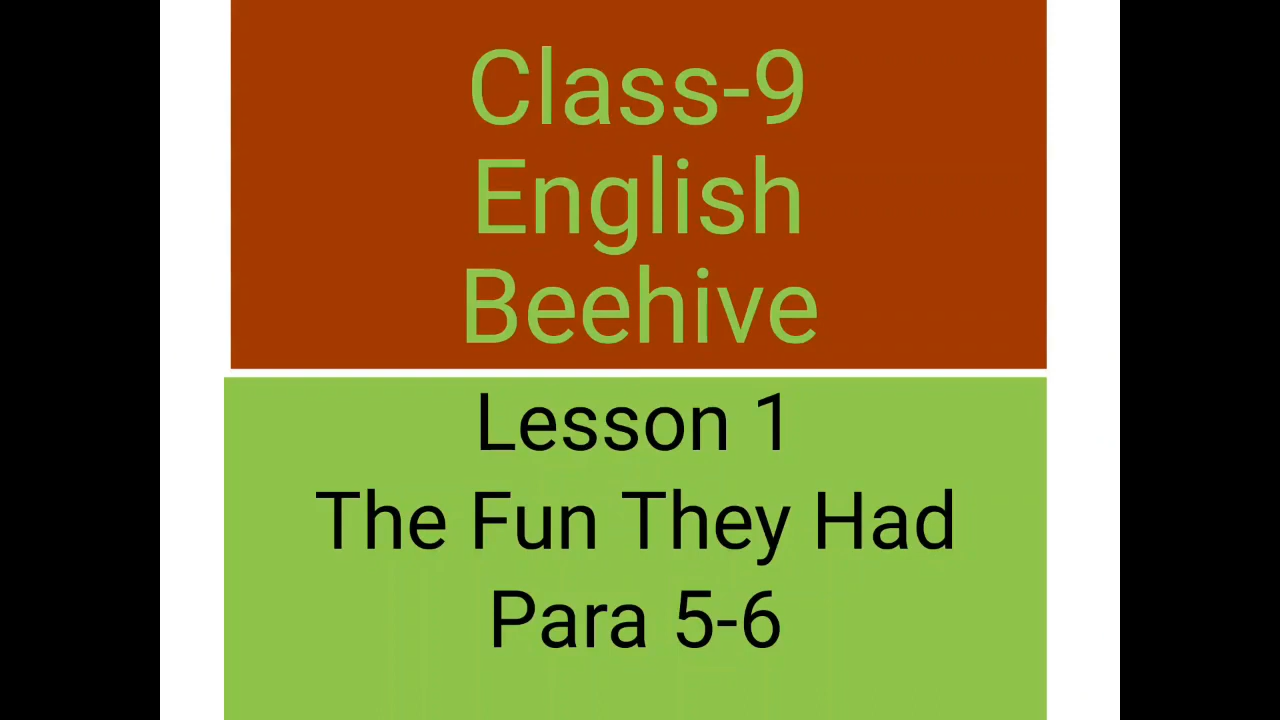 Class-9
English
Beehive
Lesson 1
The Fun They Had
Para 5-6